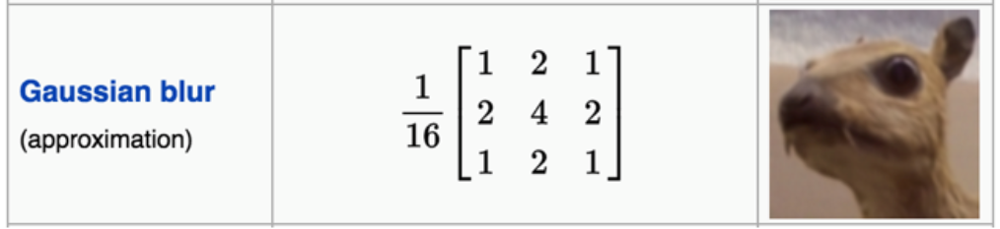 Gaussian blur
(approximation)
1
16
1 2 1
2 4 2
1 2 1